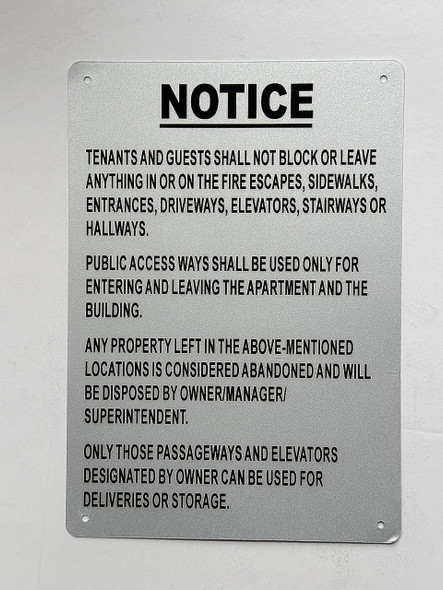 NOTICE
TENANTS AND GUESTS SHALL NOT BLOCK OR LEAVE
ANYTHING IN OR ON THE FIRE ESCAPES, SIDEWALKS,
ENTRANCES, DRIVEWAYS, ELEVATORS, STAIRWAYS OR
HALLWAYS.
PUBLIC ACCESS WAYS SHALL BE USED ONLY FOR
ENTERING AND LEAVING THE APARTMENT AND THE
BUILDING.
ANY PROPERTY LEFT IN THE ABOVE-MENTIONED
LOCATIONS IS CONSIDERED ABANDONED AND WILL
BE DISPOSED BY OWNER/MANAGER/
SUPERINTENDENT.
ONLY THOSE PASSAGEWAYS AND ELEVATORS
DESIGNATED BY OWNER CAN BE USED FOR
DELIVERIES OR STORAGE.